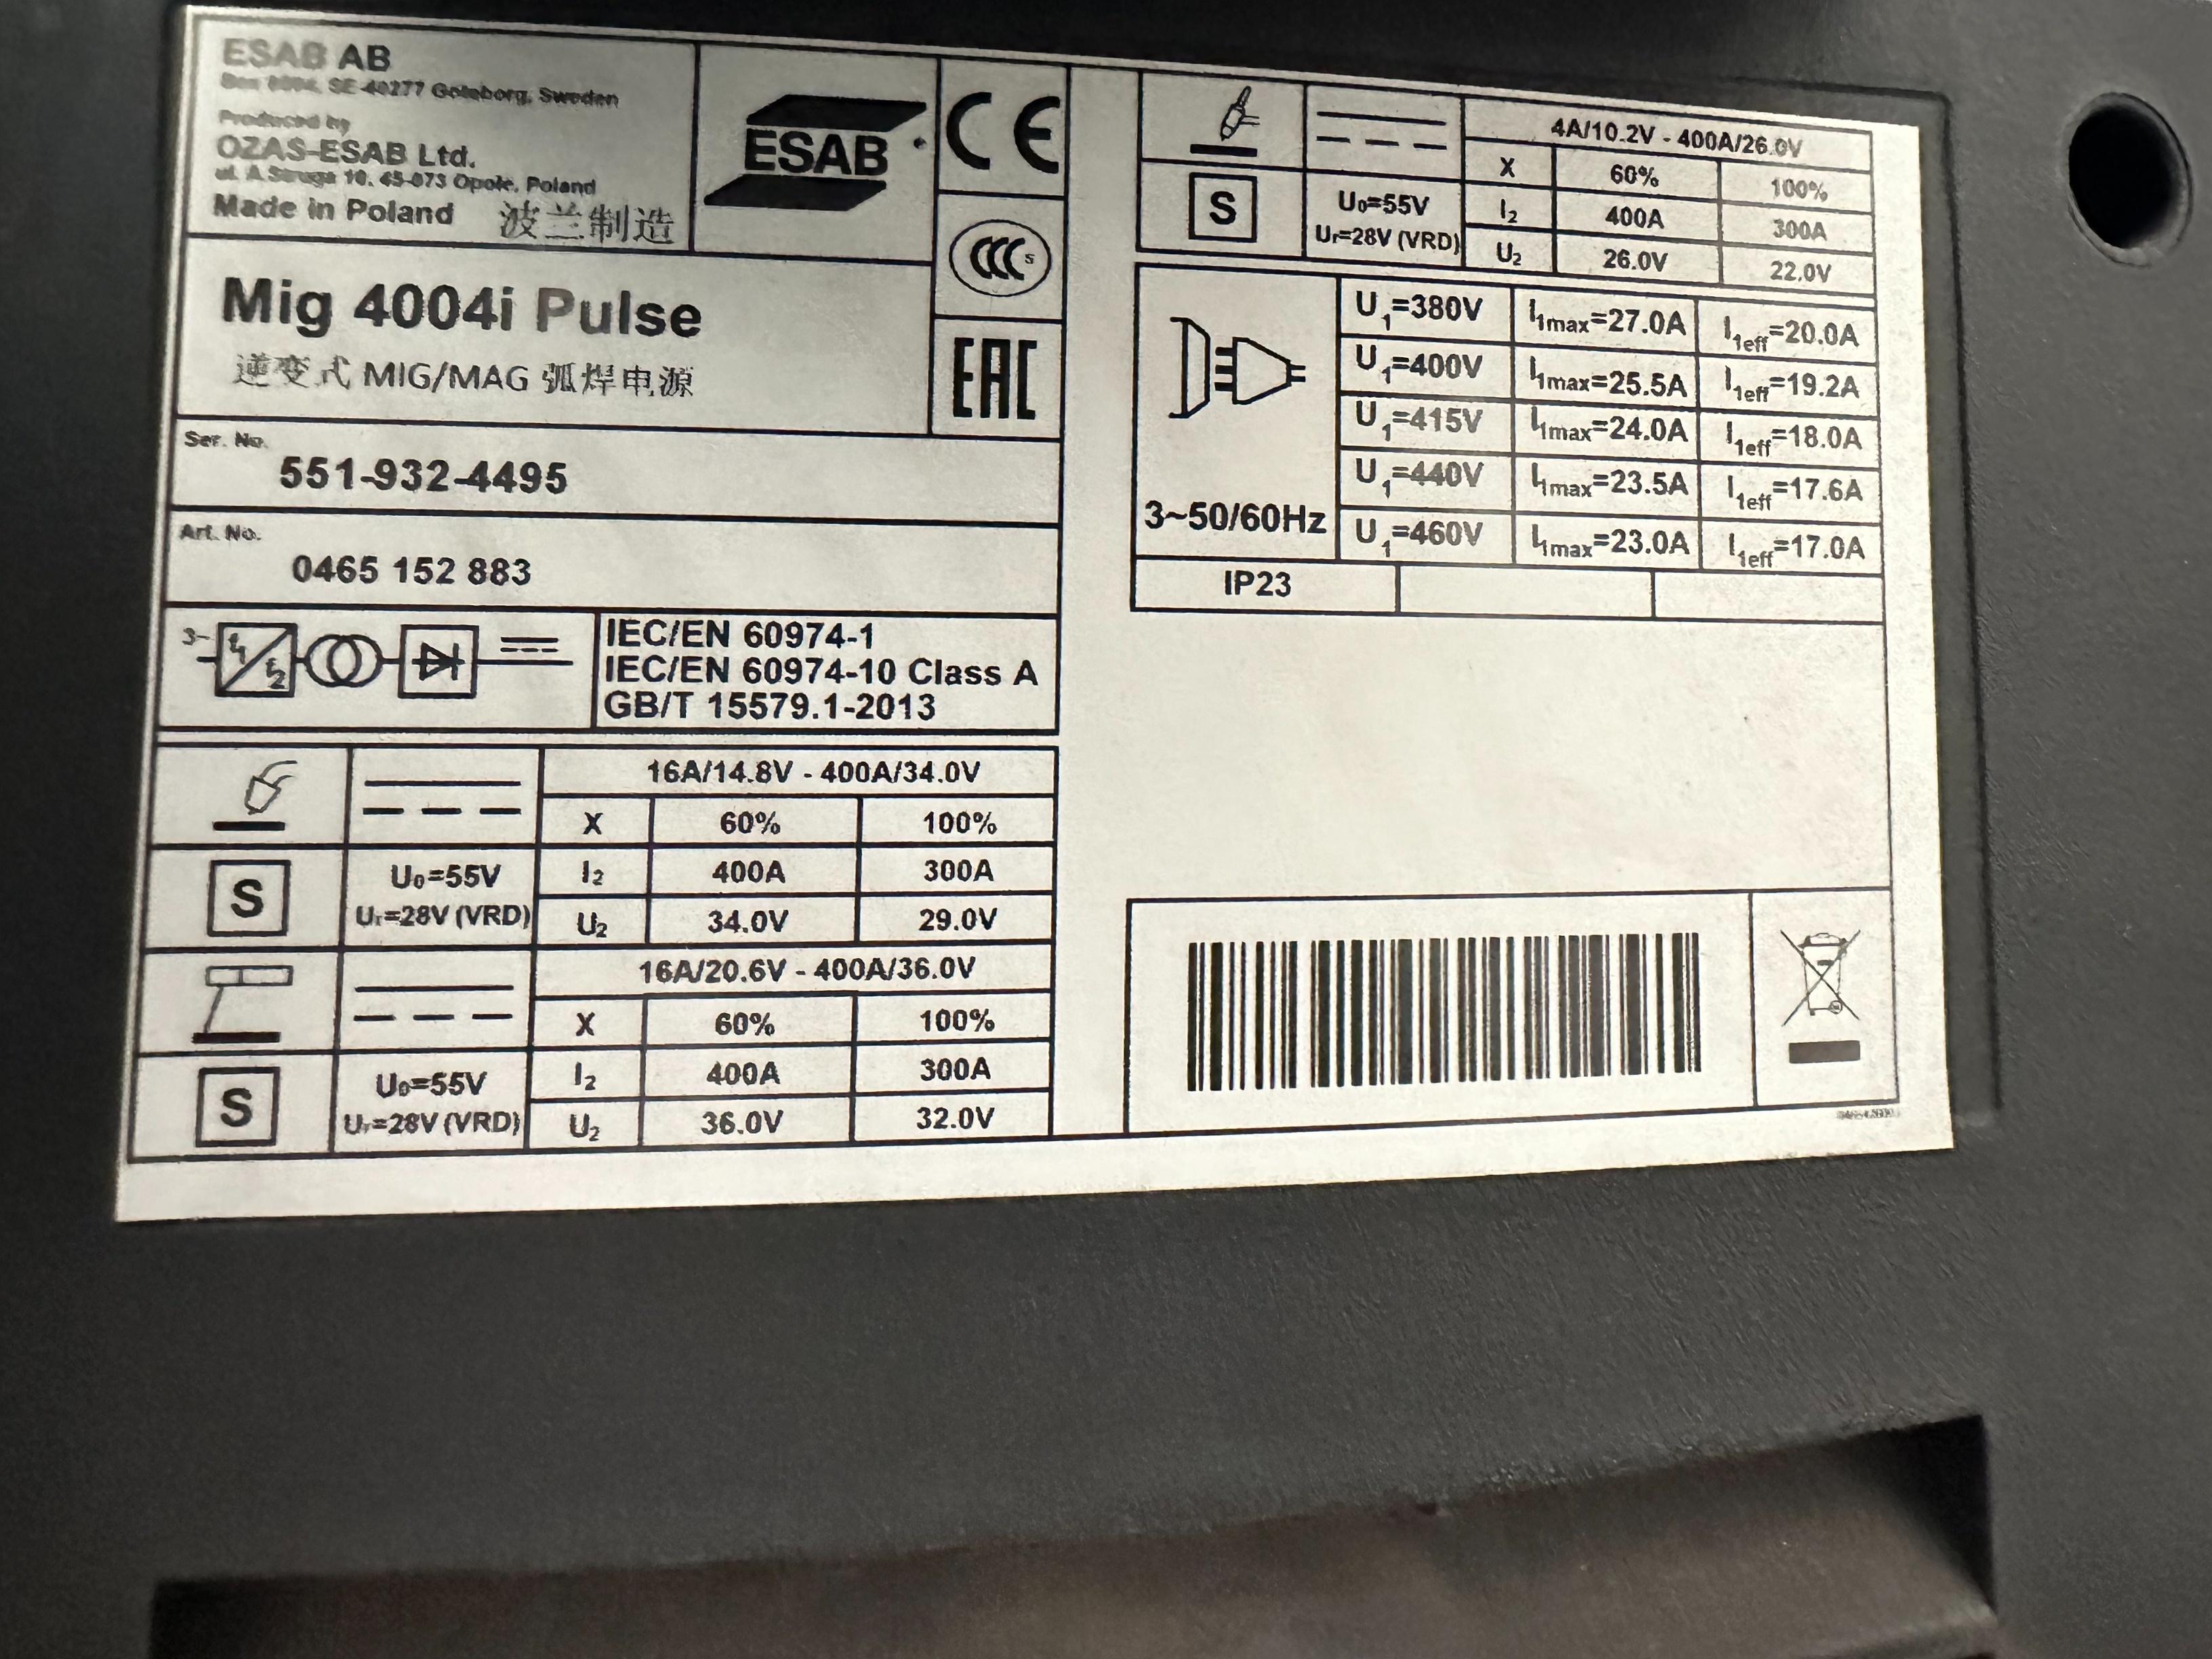 ESAB AB
Box 8004, SE-40277 Goteborg, Sweden
Produced by
OZAS-ESAB Ltd.
ul. A.Struga 10, 45-073 Opole, Poland
Made in Poland 波兰制造
ESAB
CE
CCC S
EAC
Mig 4004i Pulse
逆变式 MIG/MAG 弧焊电源
Ser. No.
551-932-4495
Art. No.
0465 152 883
3~ f1 f2
IEC/EN 60974-1
IEC/EN 60974-10 Class A
GB/T 15579.1-2013
16A/14.8V - 400A/34.0V
X 60% 100%
S U₀=55V I₂ 400A 300A
Uᵣ=28V (VRD) U₂ 34.0V 29.0V
16A/20.6V - 400A/36.0V
X 60% 100%
S U₀=55V I₂ 400A 300A
Uᵣ=28V (VRD) U₂ 36.0V 32.0V
4A/10.2V - 400A/26.0V
X 60% 100%
S U₀=55V I₂ 400A 300A
Uᵣ=28V (VRD) U₂ 26.0V 22.0V
U₁=380V I₁max=27.0A I₁eff=20.0A
U₁=400V I₁max=25.5A I₁eff=19.2A
U₁=415V I₁max=24.0A I₁eff=18.0A
U₁=440V I₁max=23.5A I₁eff=17.6A
3~50/60Hz U₁=460V I₁max=23.0A I₁eff=17.0A
IP23